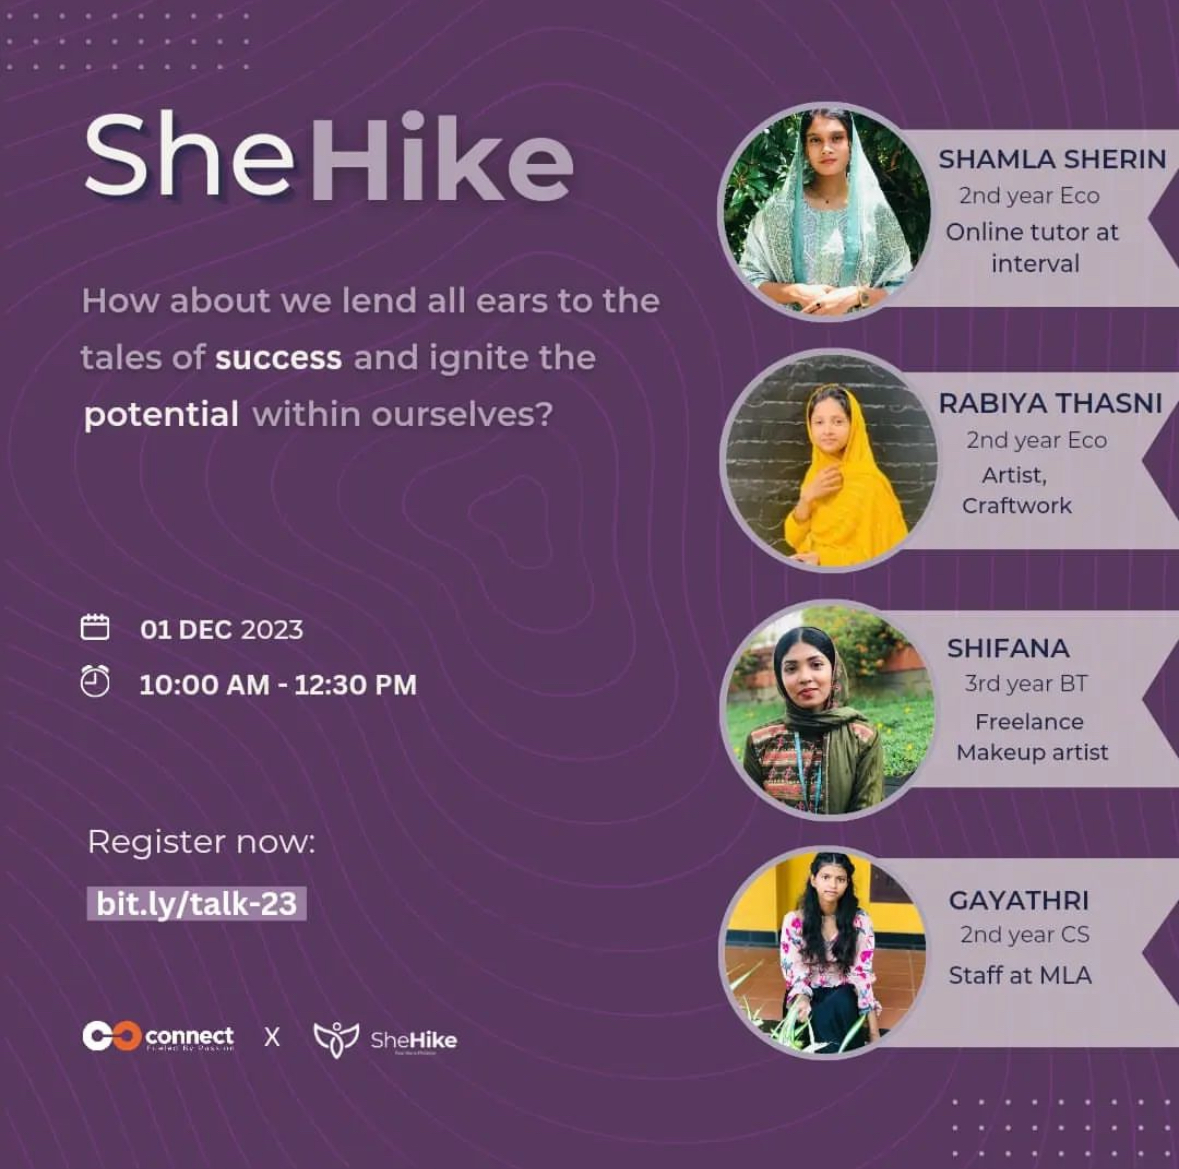 SheHike
How about we lend all ears to the
tales of success and ignite the
potential within ourselves?
01 DEC 2023
10:00 AM - 12:30 PM
Register now:
bit.ly/talk-23
connect
Fueled By Passion
X
SheHike
SHAMLA SHERIN
2nd year Eco
Online tutor at
interval
RABIYA THASNI
2nd year Eco
Artist,
Craftwork
SHIFANA
3rd year BT
Freelance
Makeup artist
GAYATHRI
2nd year CS
Staff at MLA